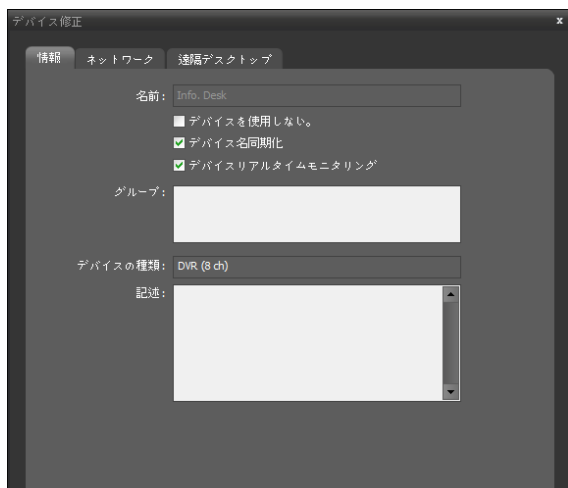 デバイス修正 x
情報 ネットワーク 遠隔デスクトップ
名前: Info. Desk
デバイスを使用しない。
デバイス名同期化
デバイスリアルタイムモニタリング
グループ:
デバイスの種類: DVR (8 ch)
記述: